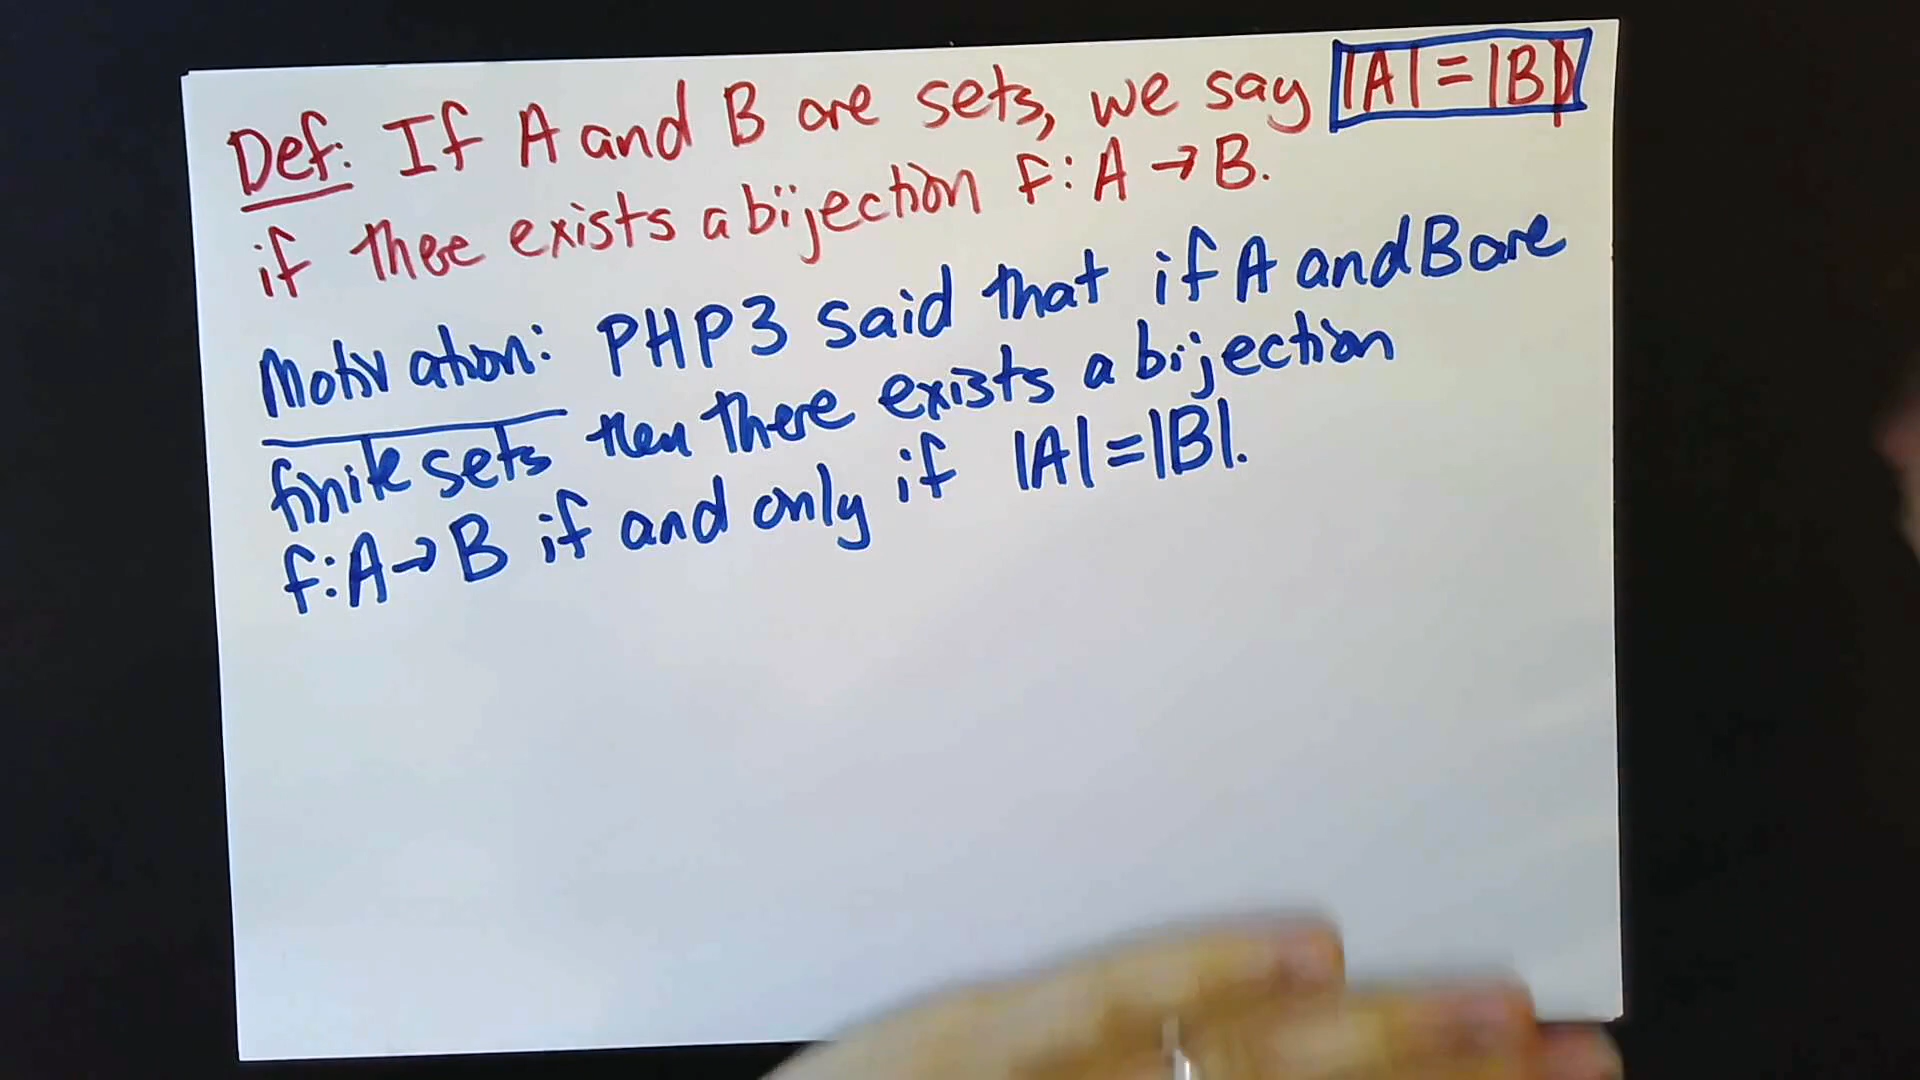 Def: If A and B are sets, we say |A| = |B|
if there exists a bijection f: A → B.
Motivation: PHP3 said that if A and B are
finite sets then there exists a bijection
f: A → B if and only if |A| = |B|.